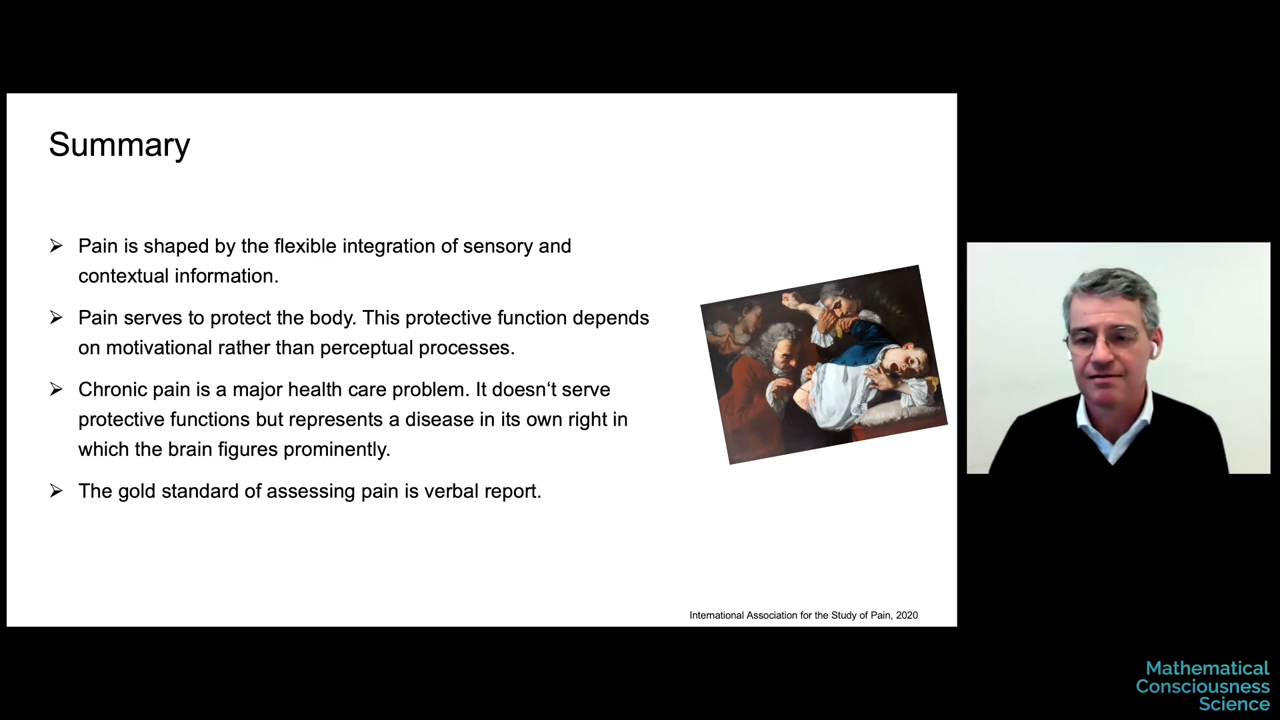 Summary
➢ Pain is shaped by the flexible integration of sensory and
contextual information.
➢ Pain serves to protect the body. This protective function depends
on motivational rather than perceptual processes.
➢ Chronic pain is a major health care problem. It doesn‘t serve
protective functions but represents a disease in its own right in
which the brain figures prominently.
➢ The gold standard of assessing pain is verbal report.
International Association for the Study of Pain, 2020
Mathematical
Consciousness
Science